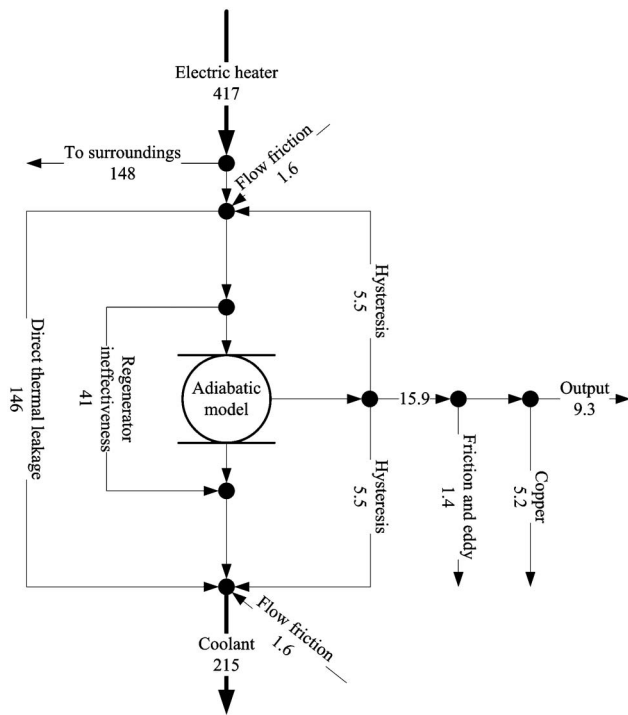 Electric heater
417
To surroundings
148
Flow friction
1.6
Hysteresis
5.5
Direct thermal leakage
146
Regenerator
ineffectiveness
41
Adiabatic
model
15.9
Output
9.3
Hysteresis
5.5
Friction and eddy
1.4
Copper
5.2
Flow friction
1.6
Coolant
215